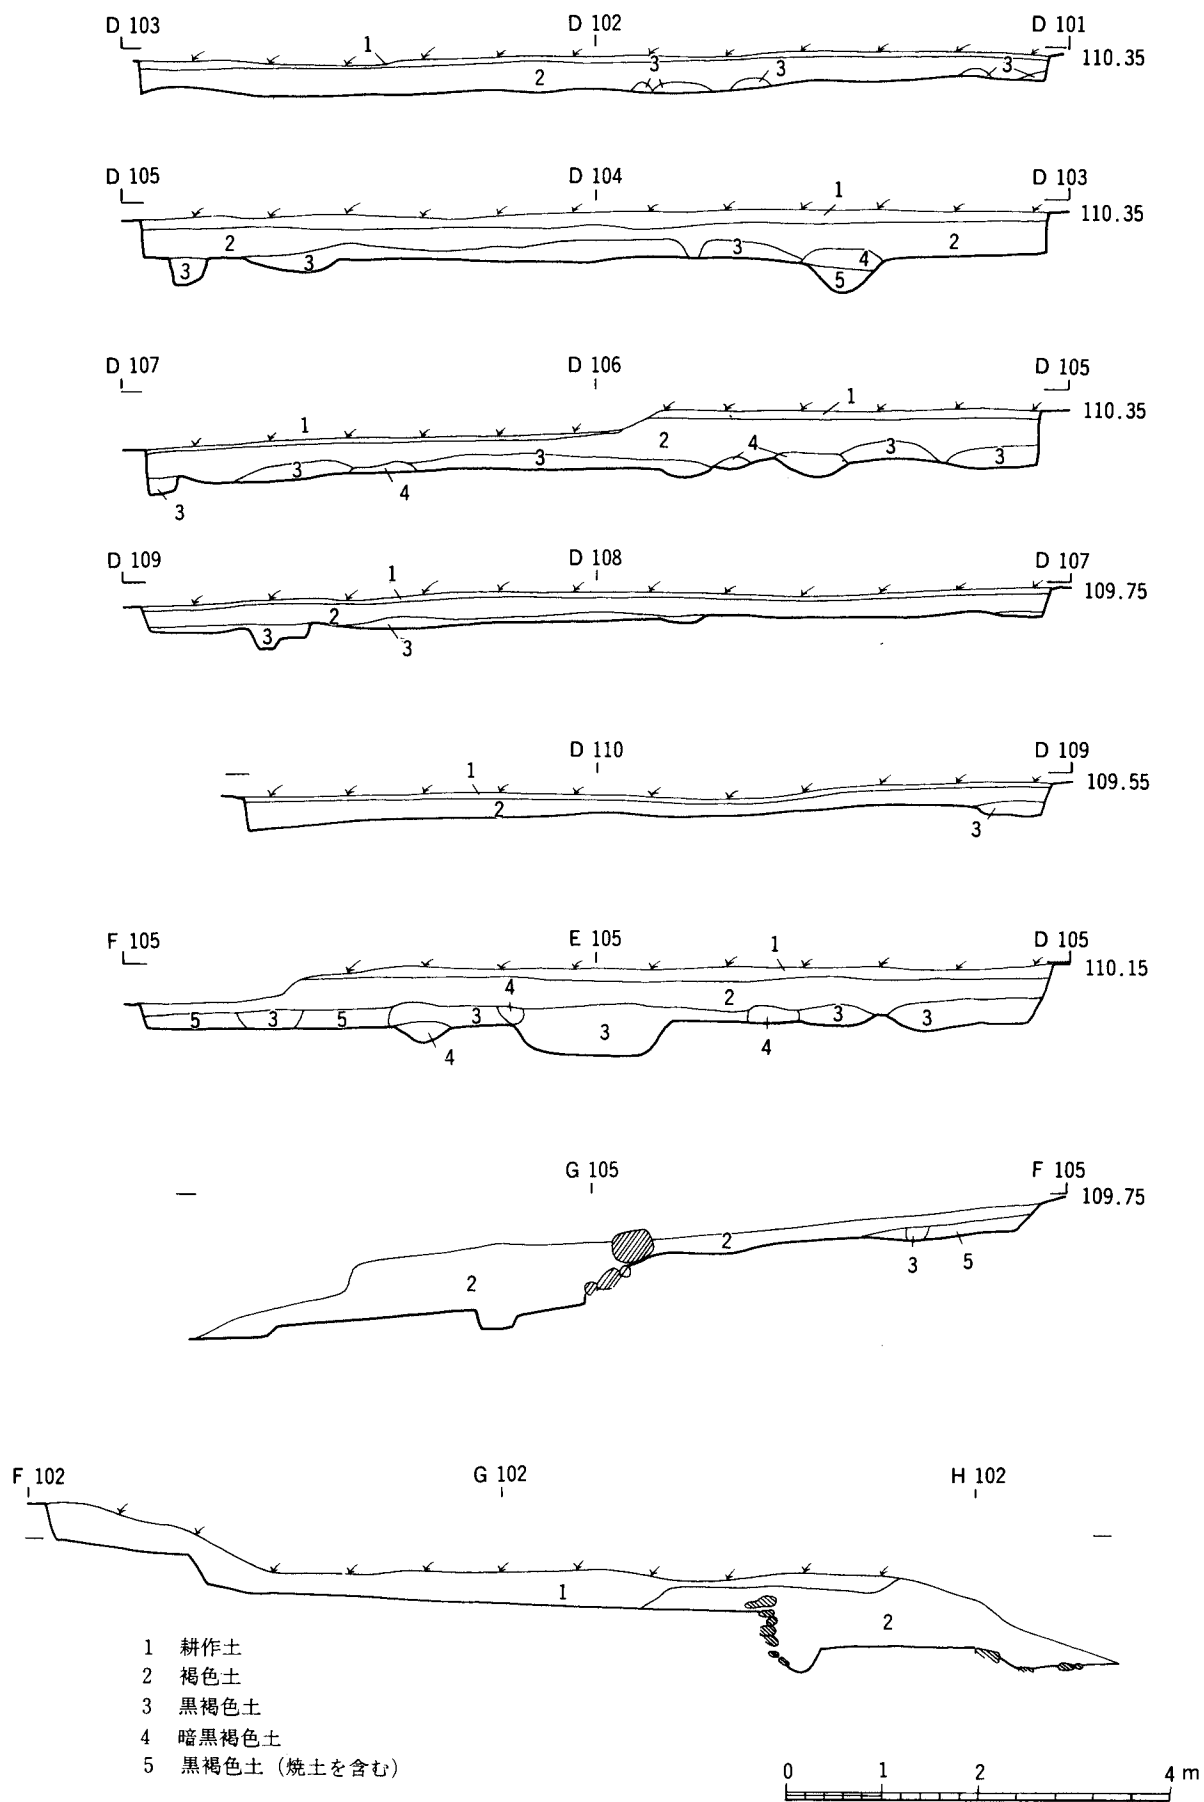 D 103 D 102 D 101
1 3 3 3 110.35
2
D 105 D 104 D 103
1 110.35
2 3 2
3 3 4
5
D 107 D 106 D 105
1 110.35
1
2 4 3
3 3 3
4
3
D 109 D 108 D 107
1 109.75
2
3
3
D 110 D 109
1 109.55
2
3
F 105 E 105 D 105
1 110.15
4 2
5 3 5 3 3 3 3
4 4
G 105 F 105
109.75
2
2 3 5
F 102 G 102 H 102
1
2
1 耕作土
2 褐色土
3 黒褐色土
4 暗黒褐色土
5 黒褐色土（焼土を含む）
0 1 2 4 m